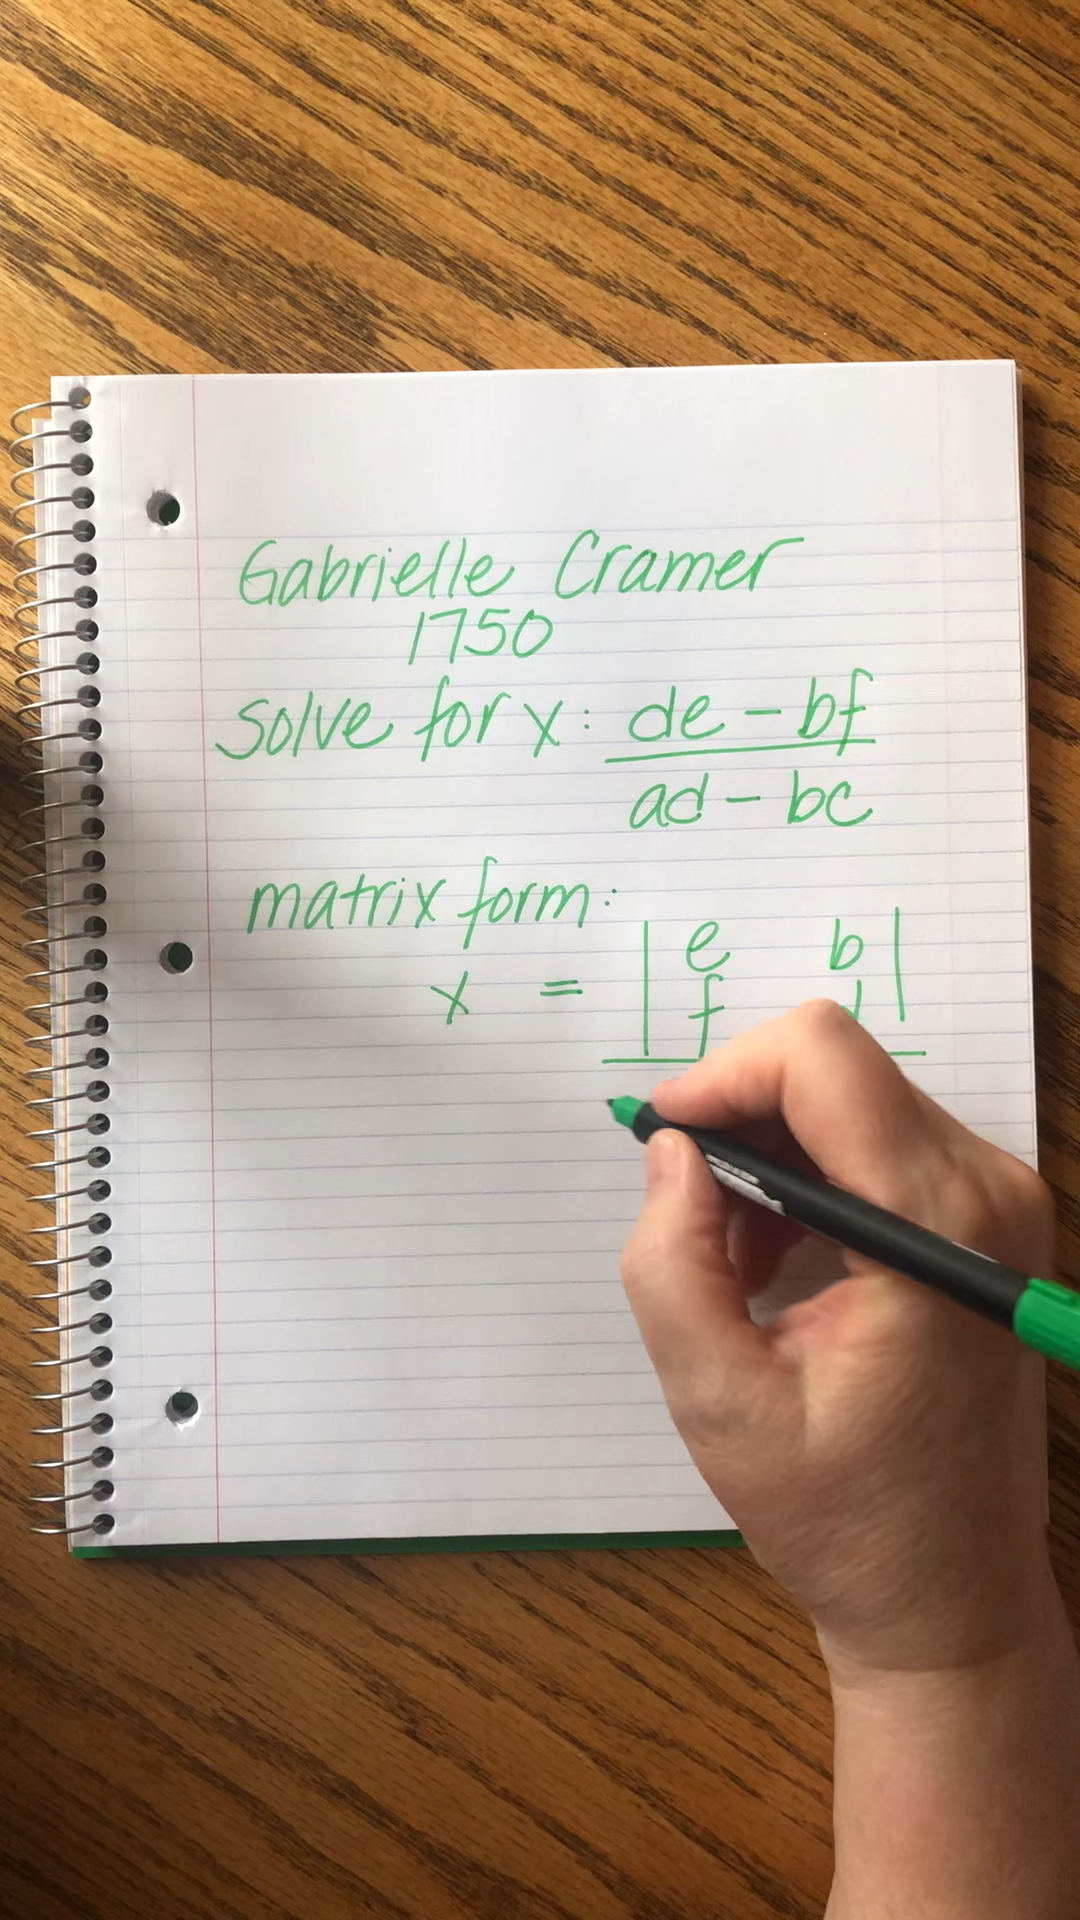 Gabrielle Cramer
1750
solve for x: de - bf
ad - bc
matrix form:
| e b |
x = | f